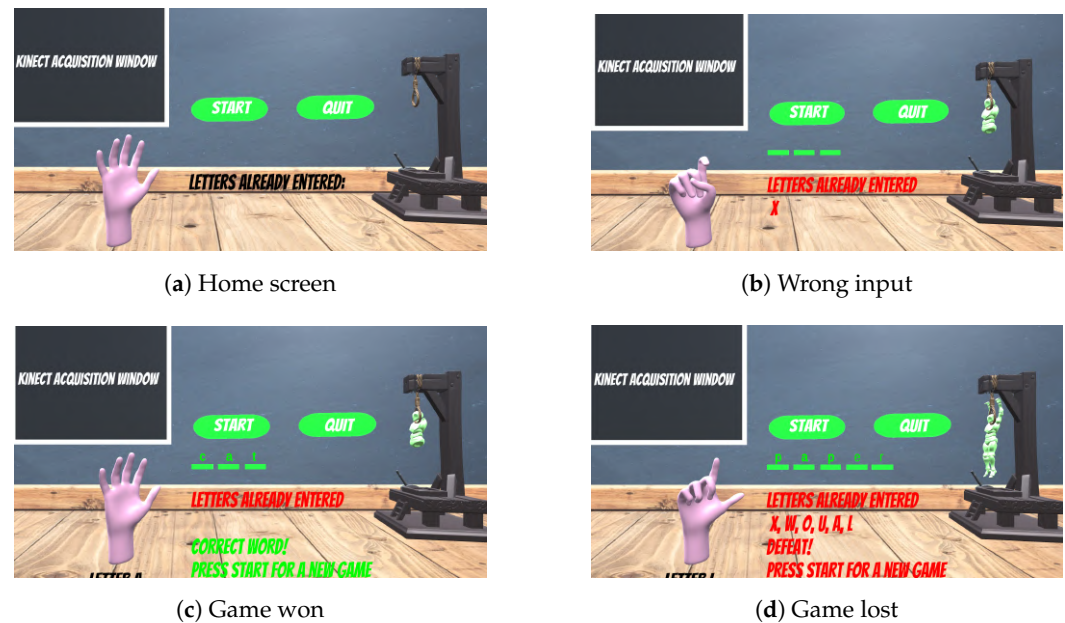 KINECT ACQUISITION WINDOW
START QUIT
LETTERS ALREADY ENTERED:
(a) Home screen
KINECT ACQUISITION WINDOW
START QUIT
LETTERS ALREADY ENTERED
X
(b) Wrong input
KINECT ACQUISITION WINDOW
START QUIT
c a t
LETTERS ALREADY ENTERED
CORRECT WORD!
PRESS START FOR A NEW GAME
LETTER A
(c) Game won
KINECT ACQUISITION WINDOW
START QUIT
p a p e r
LETTERS ALREADY ENTERED
X, W, O, U, A, L
DEFEAT!
PRESS START FOR A NEW GAME
LETTER L
(d) Game lost